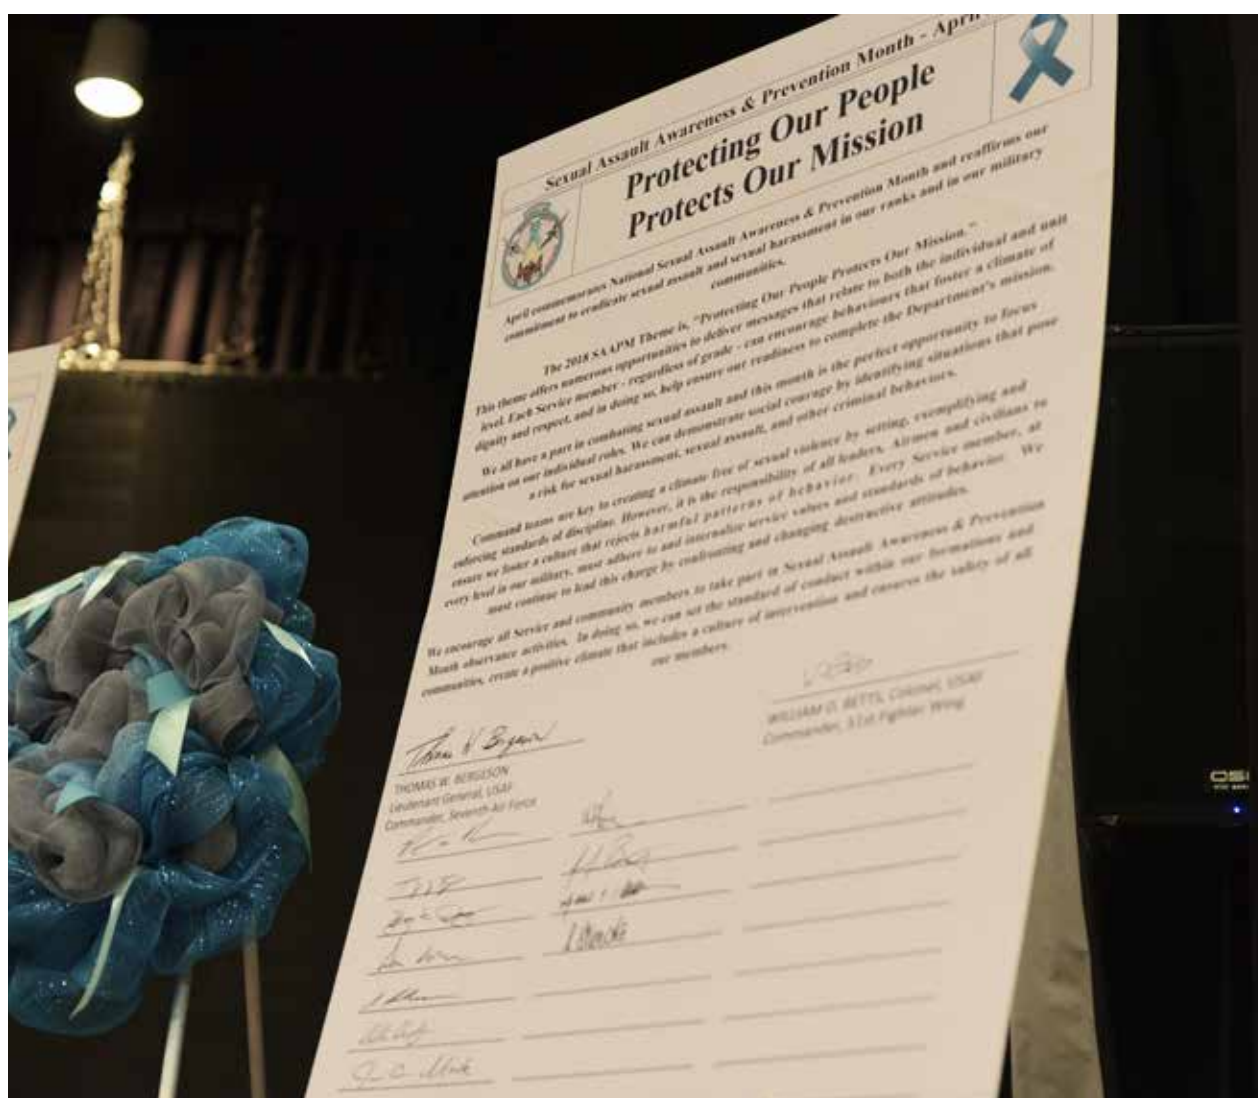 Sexual Assault Awareness & Prevention Month - April
Protecting Our People
Protects Our Mission
April commemorates National Sexual Assault Awareness & Prevention Month and reaffirms our
commitment to eradicate sexual assault and sexual harassment in our ranks and in our military
communities.
The 2018 SAAPM Theme is, "Protecting Our People Protects Our Mission."
This theme offers numerous opportunities to deliver messages that relate to both the individual and unit
level. Each Service member - regardless of grade - can encourage behaviours that foster a climate of
dignity and respect, and in doing so, help ensure our readiness to complete the Department's mission.
We all have a part in combating sexual assault and this month is the perfect opportunity to focus
attention on our individual roles. We can demonstrate social courage by identifying situations that pose
a risk for sexual harassment, sexual assault, and other criminal behaviors.
Command teams are key to creating a climate free of sexual violence by setting, exemplifying and
enforcing standards of discipline. However, it is the responsibility of all leaders, Airmen and civilians to
ensure we foster a culture that rejects harmful patterns of behavior. Every Service member, at
every level in our military, must adhere to and internalize service values and standards of behavior. We
must continue to lead this charge by confronting and changing destructive attitudes.
We encourage all Service and community members to take part in Sexual Assault Awareness & Prevention
Month observance activities. In doing so, we can set the standard of conduct within our formations and
communities, create a positive climate that includes a culture of intervention and ensures the safety of all
our members.
Thomas W Bergeson
THOMAS W. BERGESON
Lieutenant General, USAF
Commander, Seventh Air Force
WILLIAM D. BETTS, Colonel, USAF
Commander, 51st Fighter Wing